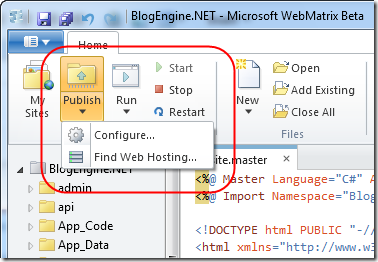 BlogEngine.NET - Microsoft WebMatrix Beta
Home
My Sites
Publish
Run
Start
Stop
Restart
New
Open
Add Existing
Close All
Files
Configure...
Find Web Hosting...
BlogEngine.NET
admin
api
App_Code
App_Data
site.master
<%@ Master Language="C#"
<%@ Import Namespace="Blog
<!DOCTYPE html PUBLIC "-//
<html xmlns="http://www.w3